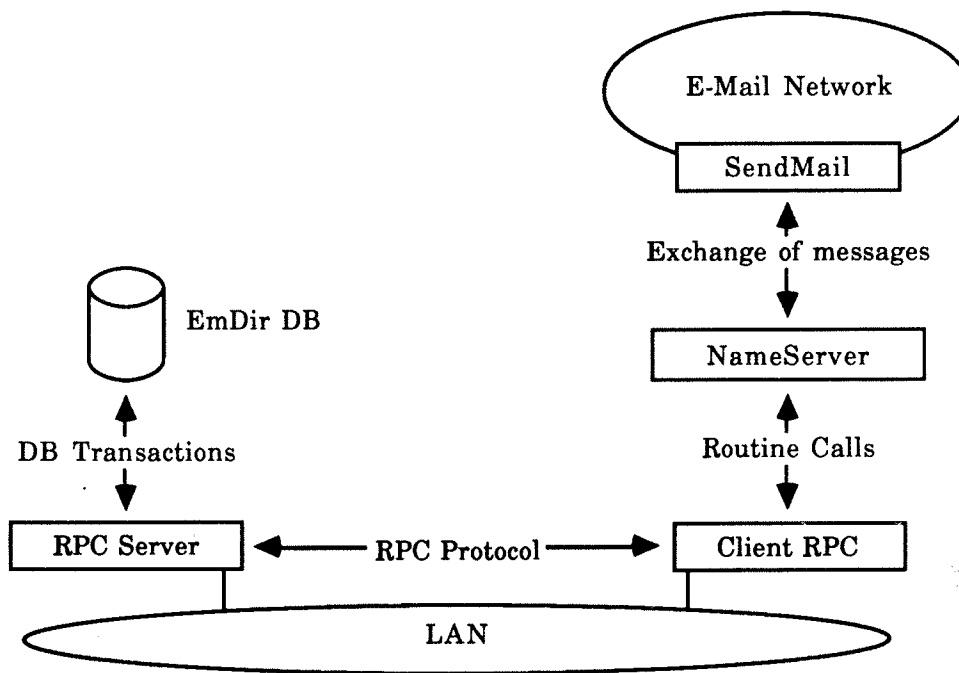 E-Mail Network
SendMail
Exchange of messages
EmDir DB
NameServer
DB Transactions
Routine Calls
RPC Server
RPC Protocol
Client RPC
LAN